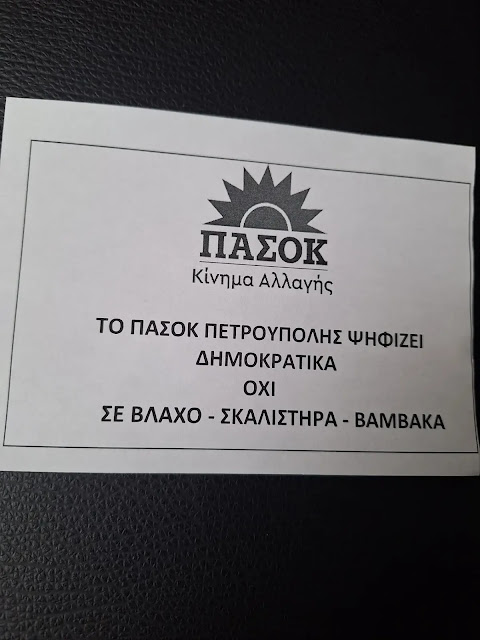 ΠΑΣΟΚ
Κίνημα Αλλαγής
ΤΟ ΠΑΣΟΚ ΠΕΤΡΟΥΠΟΛΗΣ ΨΗΦΙΖΕΙ
ΔΗΜΟΚΡΑΤΙΚΑ
ΟΧΙ
ΣΕ ΒΛΑΧΟ - ΣΚΑΛΙΣΤΗΡΑ - ΒΑΜΒΑΚΑ